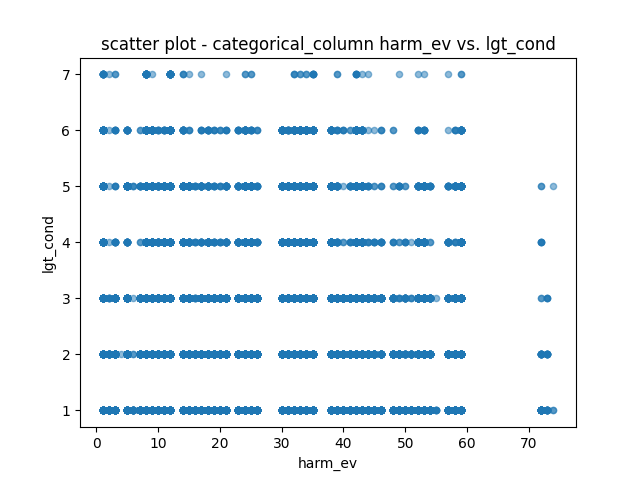 scatter plot - categorical_column harm_ev vs. lgt_cond
7
6
5
4
3
2
1
lgt_cond
0 10 20 30 40 50 60 70
harm_ev